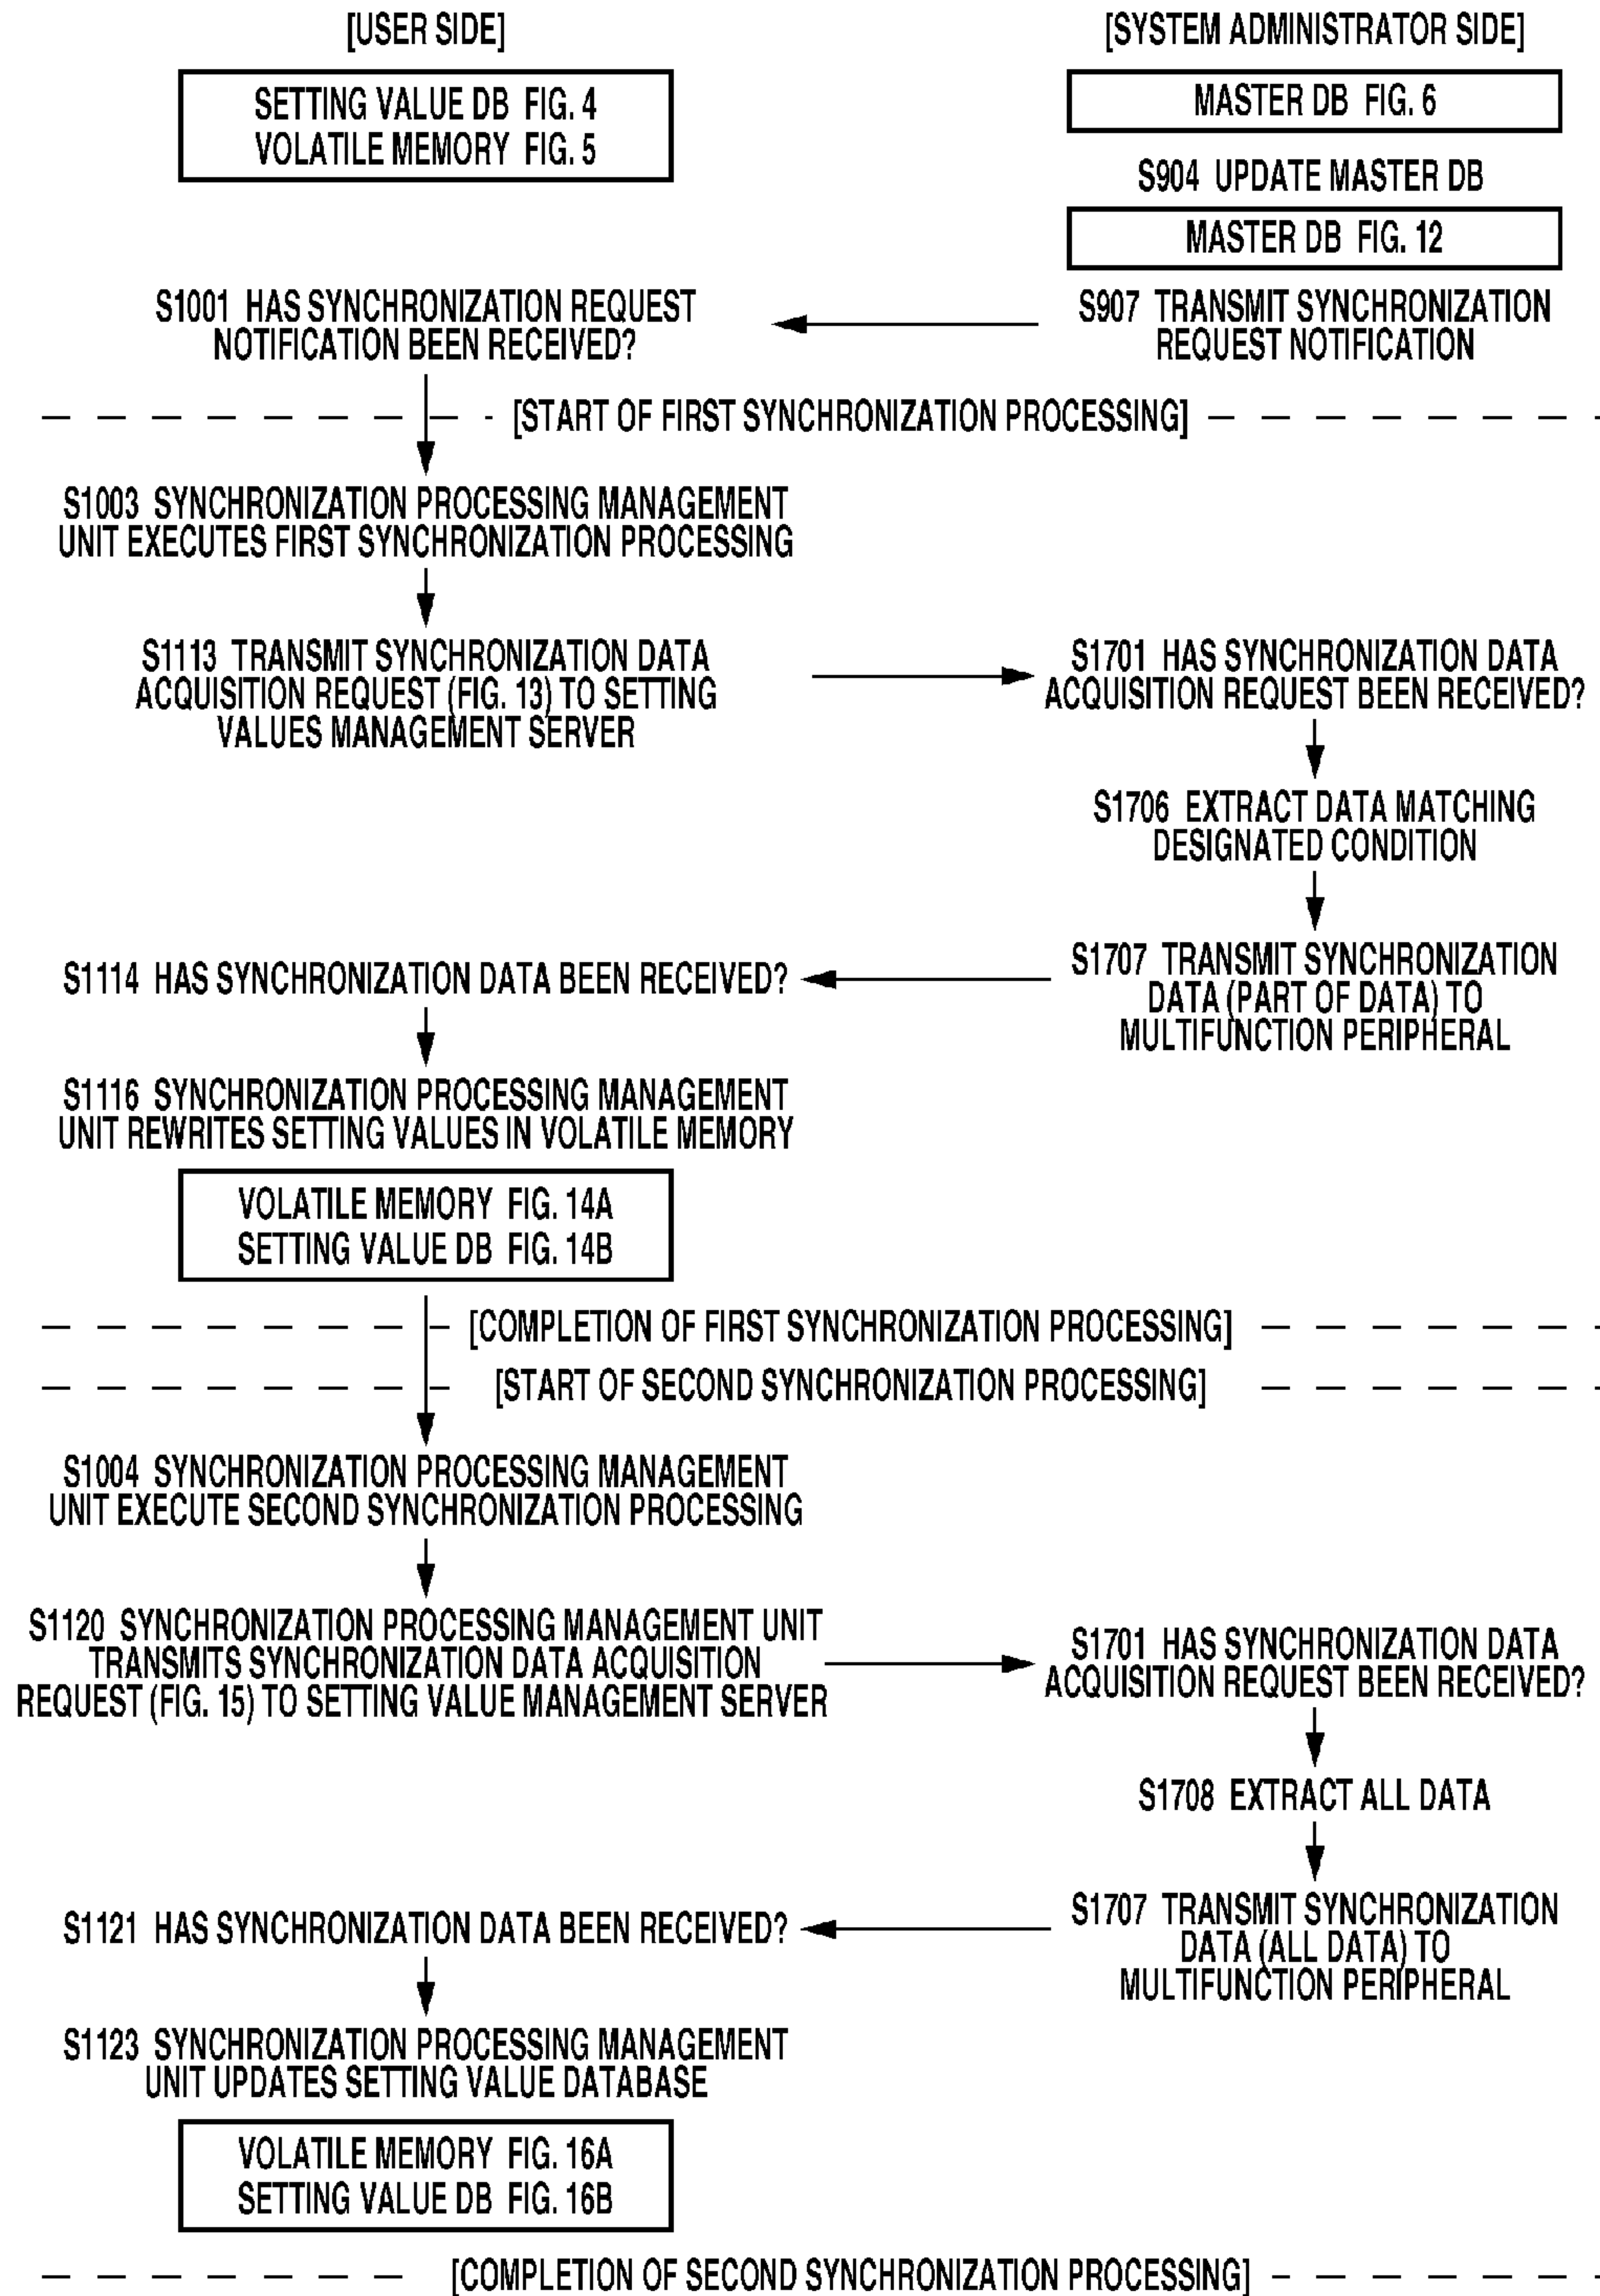 [USER SIDE]
[SYSTEM ADMINISTRATOR SIDE]
SETTING VALUE DB FIG. 4
VOLATILE MEMORY FIG. 5
MASTER DB FIG. 6
S904 UPDATE MASTER DB
MASTER DB FIG. 12
S1001 HAS SYNCHRONIZATION REQUEST
NOTIFICATION BEEN RECEIVED?
S907 TRANSMIT SYNCHRONIZATION
REQUEST NOTIFICATION
[START OF FIRST SYNCHRONIZATION PROCESSING]
S1003 SYNCHRONIZATION PROCESSING MANAGEMENT
UNIT EXECUTES FIRST SYNCHRONIZATION PROCESSING
S1113 TRANSMIT SYNCHRONIZATION DATA
ACQUISITION REQUEST (FIG. 13) TO SETTING
VALUES MANAGEMENT SERVER
S1701 HAS SYNCHRONIZATION DATA
ACQUISITION REQUEST BEEN RECEIVED?
S1706 EXTRACT DATA MATCHING
DESIGNATED CONDITION
S1707 TRANSMIT SYNCHRONIZATION
DATA (PART OF DATA) TO
MULTIFUNCTION PERIPHERAL
S1114 HAS SYNCHRONIZATION DATA BEEN RECEIVED?
S1116 SYNCHRONIZATION PROCESSING MANAGEMENT
UNIT REWRITES SETTING VALUES IN VOLATILE MEMORY
VOLATILE MEMORY FIG. 14A
SETTING VALUE DB FIG. 14B
[COMPLETION OF FIRST SYNCHRONIZATION PROCESSING]
[START OF SECOND SYNCHRONIZATION PROCESSING]
S1004 SYNCHRONIZATION PROCESSING MANAGEMENT
UNIT EXECUTE SECOND SYNCHRONIZATION PROCESSING
S1120 SYNCHRONIZATION PROCESSING MANAGEMENT UNIT
TRANSMITS SYNCHRONIZATION DATA ACQUISITION
REQUEST (FIG. 15) TO SETTING VALUE MANAGEMENT SERVER
S1701 HAS SYNCHRONIZATION DATA
ACQUISITION REQUEST BEEN RECEIVED?
S1708 EXTRACT ALL DATA
S1707 TRANSMIT SYNCHRONIZATION
DATA (ALL DATA) TO
MULTIFUNCTION PERIPHERAL
S1121 HAS SYNCHRONIZATION DATA BEEN RECEIVED?
S1123 SYNCHRONIZATION PROCESSING MANAGEMENT
UNIT UPDATES SETTING VALUE DATABASE
VOLATILE MEMORY FIG. 16A
SETTING VALUE DB FIG. 16B
[COMPLETION OF SECOND SYNCHRONIZATION PROCESSING]